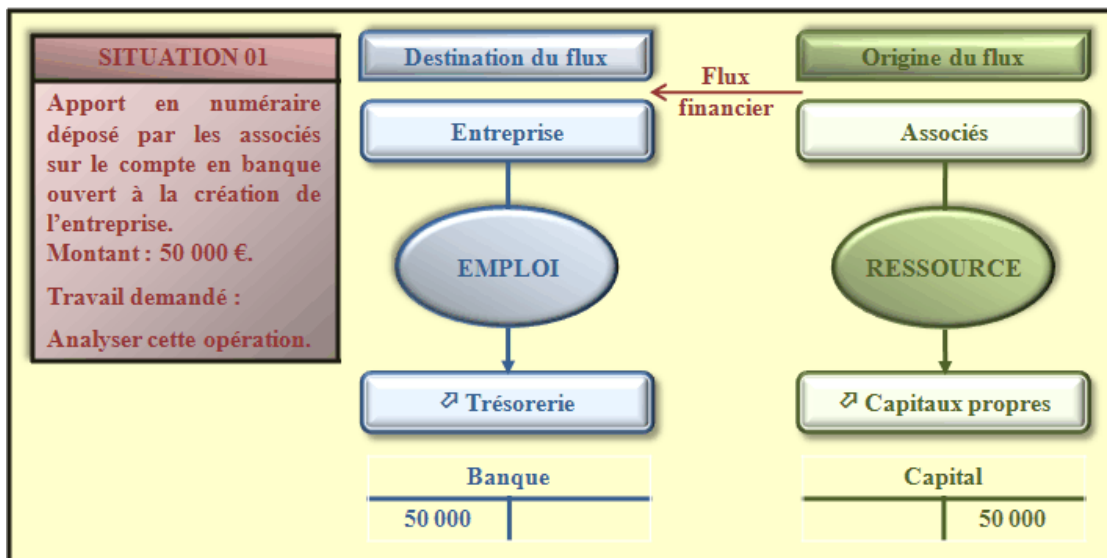 SITUATION 01
Apport en numéraire
déposé par les associés
sur le compte en banque
ouvert à la création de
l'entreprise.
Montant : 50 000 €.
Travail demandé :
Analyser cette opération.
Destination du flux
Flux
financier
Origine du flux
Entreprise
Associés
EMPLOI
RESSOURCE
⬀ Trésorerie
⬀ Capitaux propres
Banque
50 000
Capital
50 000